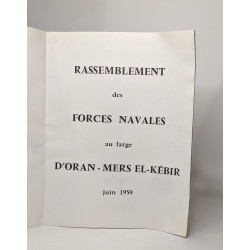 RASSEMBLEMENT
des
FORCES NAVALES
au large
D'ORAN - MERS EL-KÉBIR
juin 1959